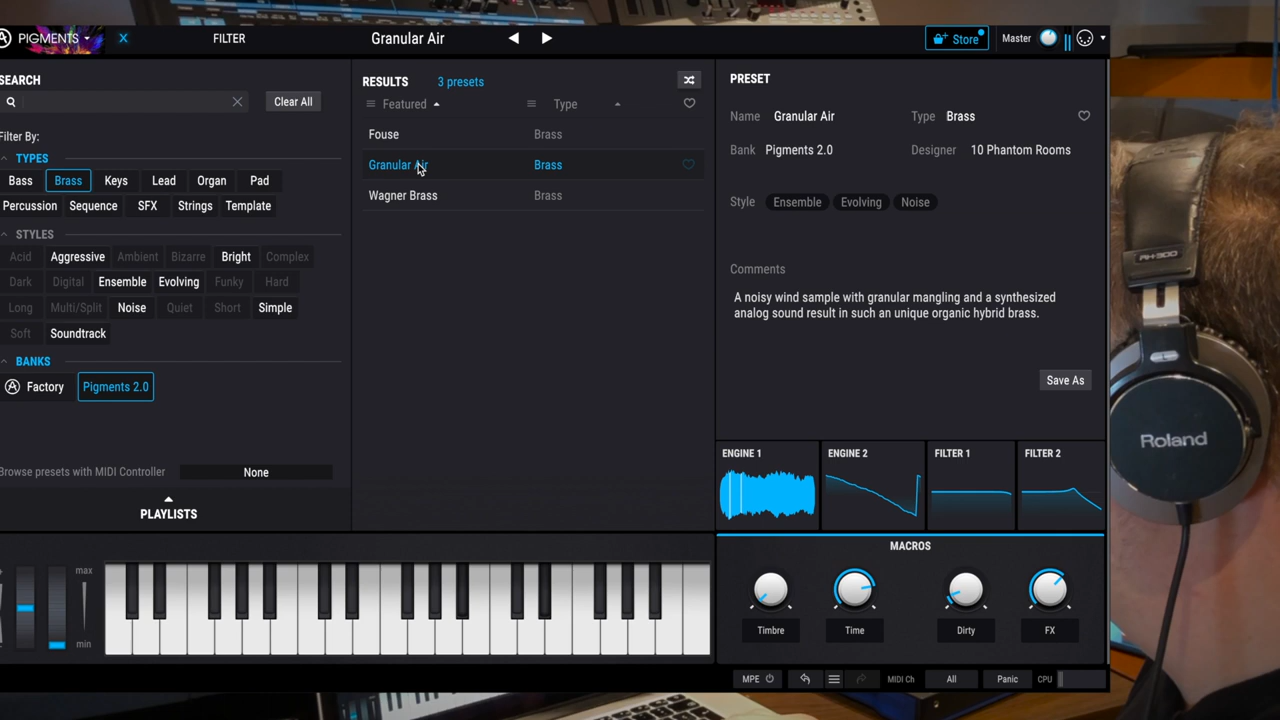 PIGMENTS
FILTER
Granular Air
Store
Master
SEARCH
Clear All
Filter By:
TYPES
Bass Brass Keys Lead Organ Pad
Percussion Sequence SFX Strings Template
STYLES
Acid Aggressive Ambient Bizarre Bright Complex
Dark Digital Ensemble Evolving Funky Hard
Long Multi/Split Noise Quiet Short Simple
Soft Soundtrack
BANKS
Factory Pigments 2.0
Browse presets with MIDI Controller None
PLAYLISTS
RESULTS 3 presets
Featured Type
Fouse Brass
Granular Air Brass
Wagner Brass Brass
PRESET
Name Granular Air Type Brass
Bank Pigments 2.0 Designer 10 Phantom Rooms
Style Ensemble Evolving Noise
Comments
A noisy wind sample with granular mangling and a synthesized
analog sound result in such an unique organic hybrid brass.
Save As
ENGINE 1 ENGINE 2 FILTER 1 FILTER 2
MACROS
Timbre Time Dirty FX
max
min
MPE MIDI Ch All Panic CPU
RH-300
Roland